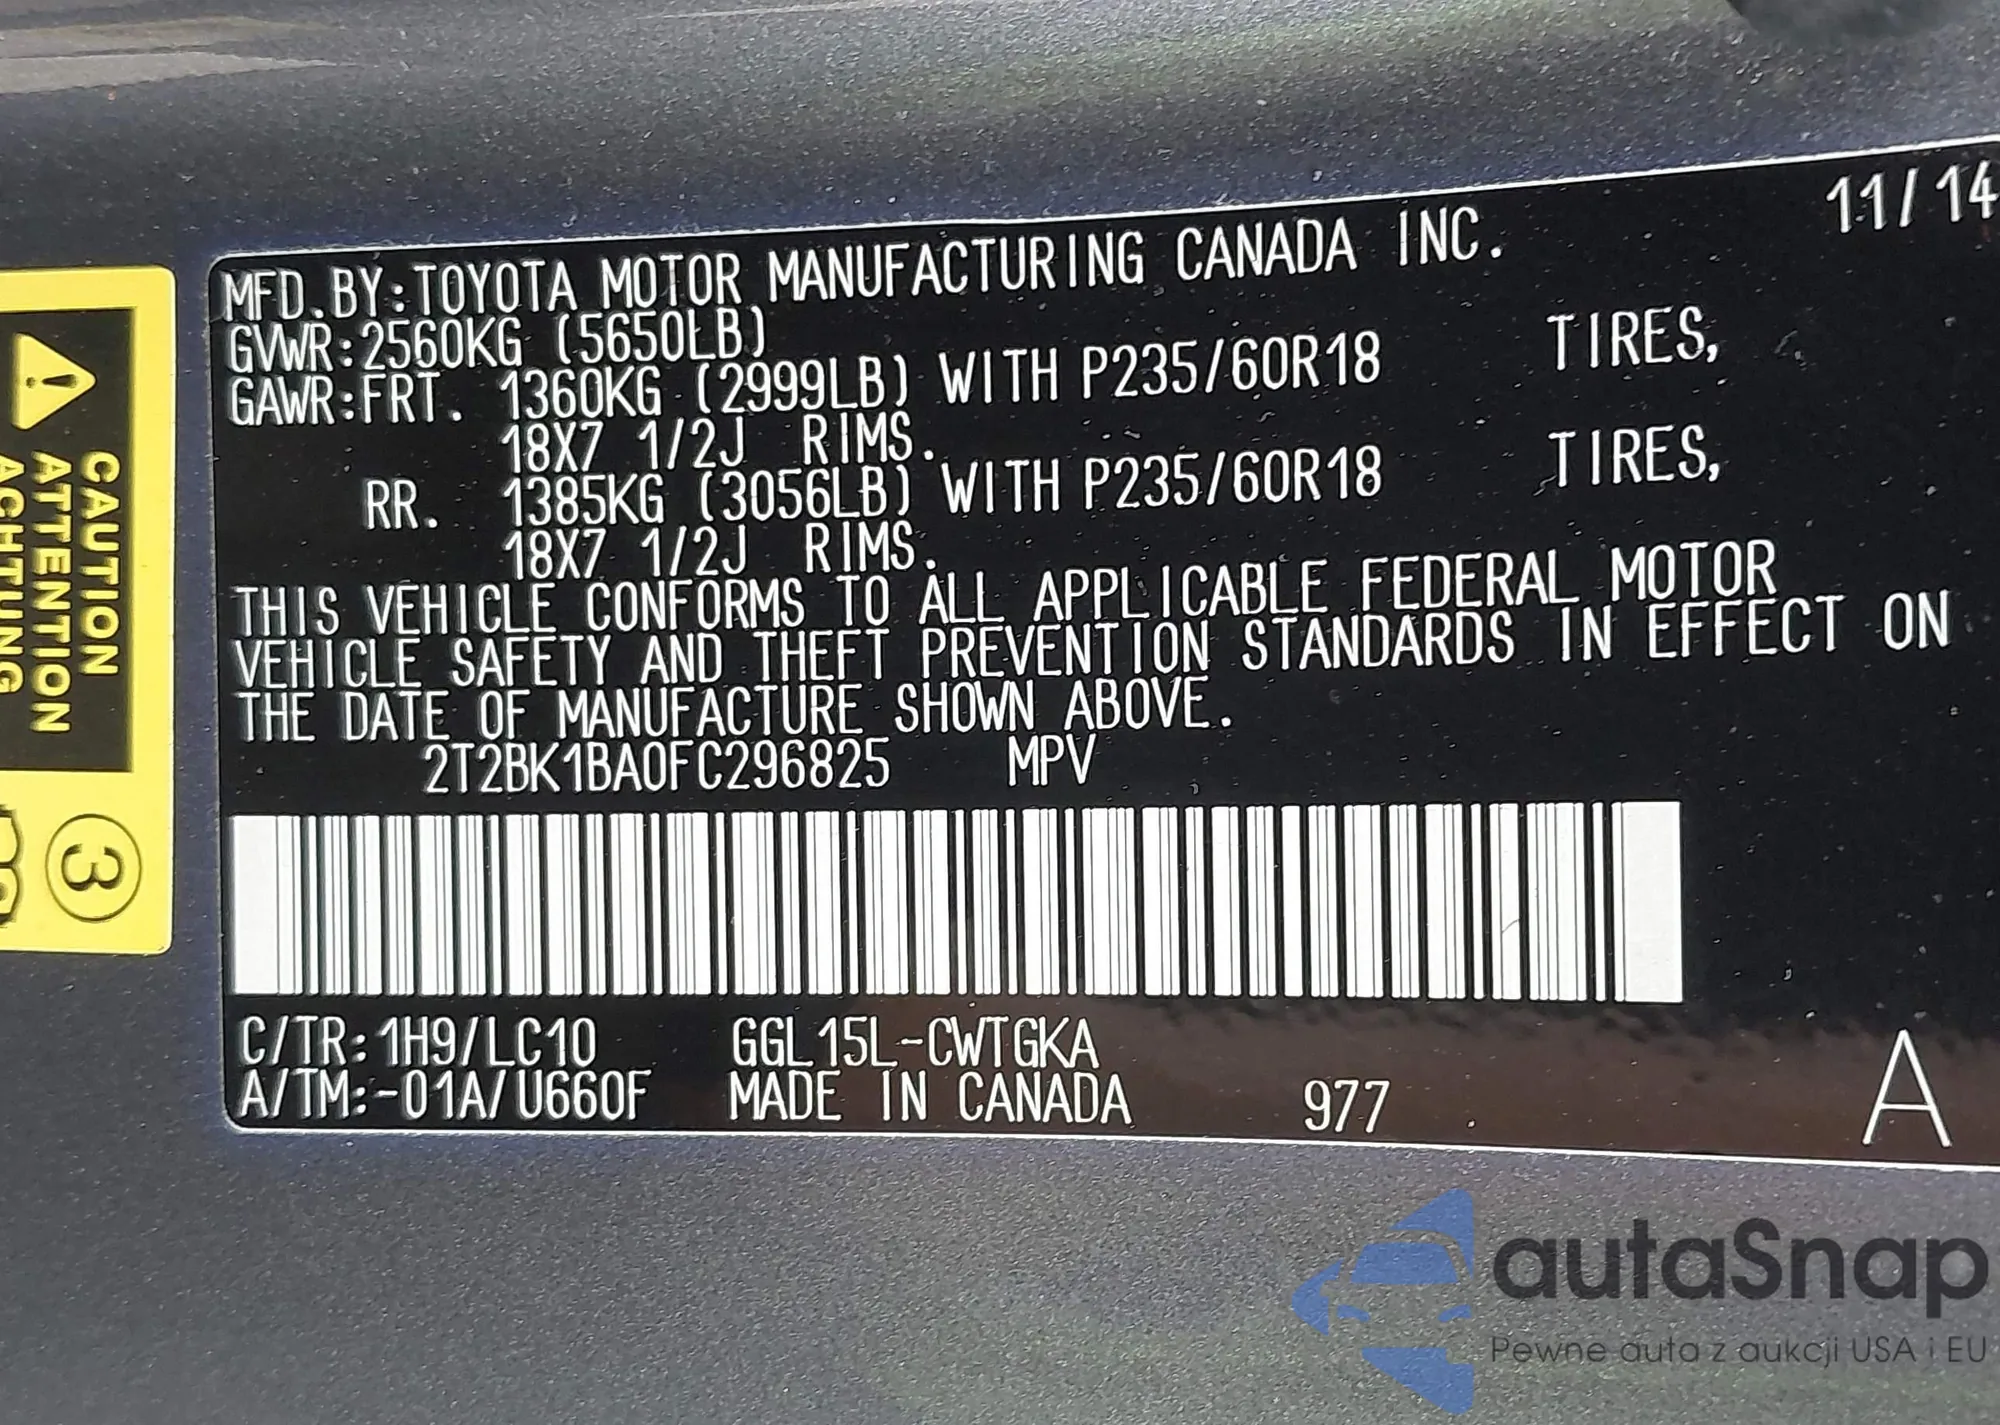 11/14
MFD.BY:TOYOTA MOTOR MANUFACTURING CANADA INC.
GVWR:2560KG (5650LB)
GAWR:FRT. 1360KG (2999LB) WITH P235/60R18 TIRES,
18X7 1/2J RIMS.
RR. 1385KG (3056LB) WITH P235/60R18 TIRES,
18X7 1/2J RIMS.
THIS VEHICLE CONFORMS TO ALL APPLICABLE FEDERAL MOTOR
VEHICLE SAFETY AND THEFT PREVENTION STANDARDS IN EFFECT ON
THE DATE OF MANUFACTURE SHOWN ABOVE.
2T2BK1BA0FC296825 MPV
C/TR:1H9/LC10 GGL15L-CWTGKA
A/TM:-01A/U660F MADE IN CANADA 977 A
CAUTION
ATTENTION
ACHTUNG
3
autaSnap
Pewne auta z aukcji USA i EU